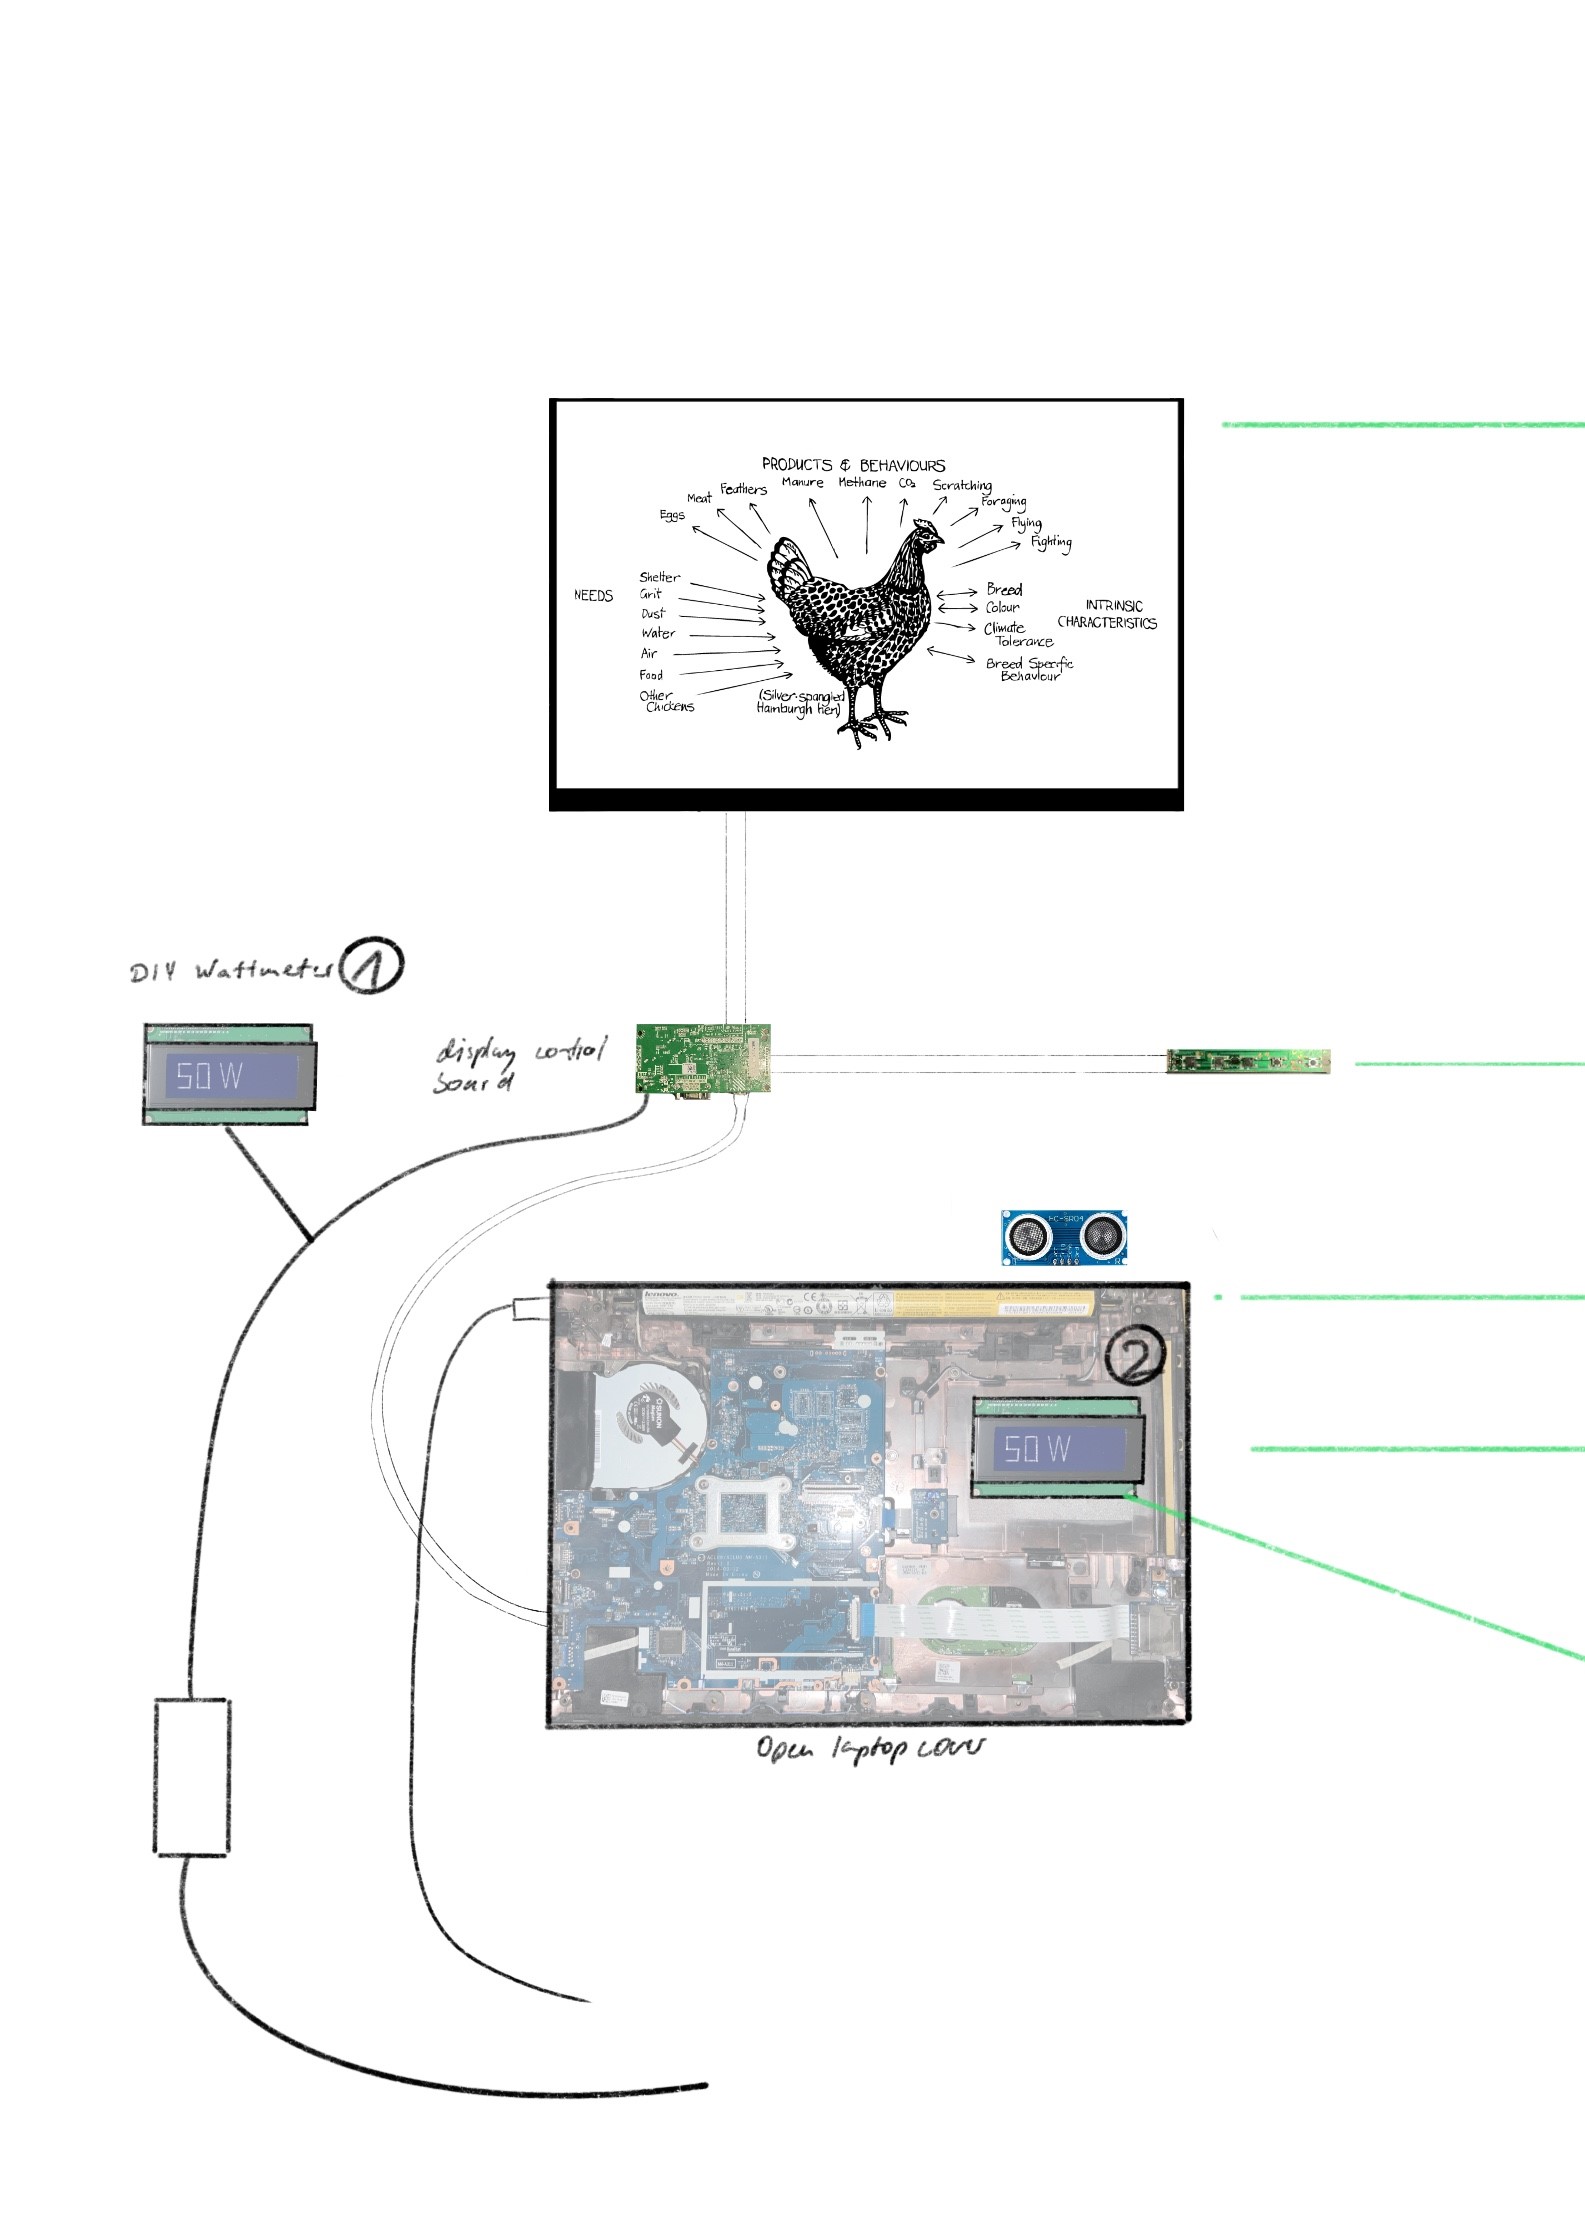 PRODUCTS & BEHAVIOURS
Eggs
Meat
Feathers
Manure
Methane
CO₂
Scratching
Foraging
Flying
Fighting
NEEDS
Shelter
Grit
Dust
Water
Air
Food
Other
Chickens
Breed
Colour
Climate
Tolerance
Breed Specific
Behaviour
INTRINSIC
CHARACTERISTICS
(Silver-spangled
Hamburgh Hen)
DIY Wattmeter 1
50 W
display control
board
HC-SR04
T
R
lenovo
2
50 W
Open laptop cover